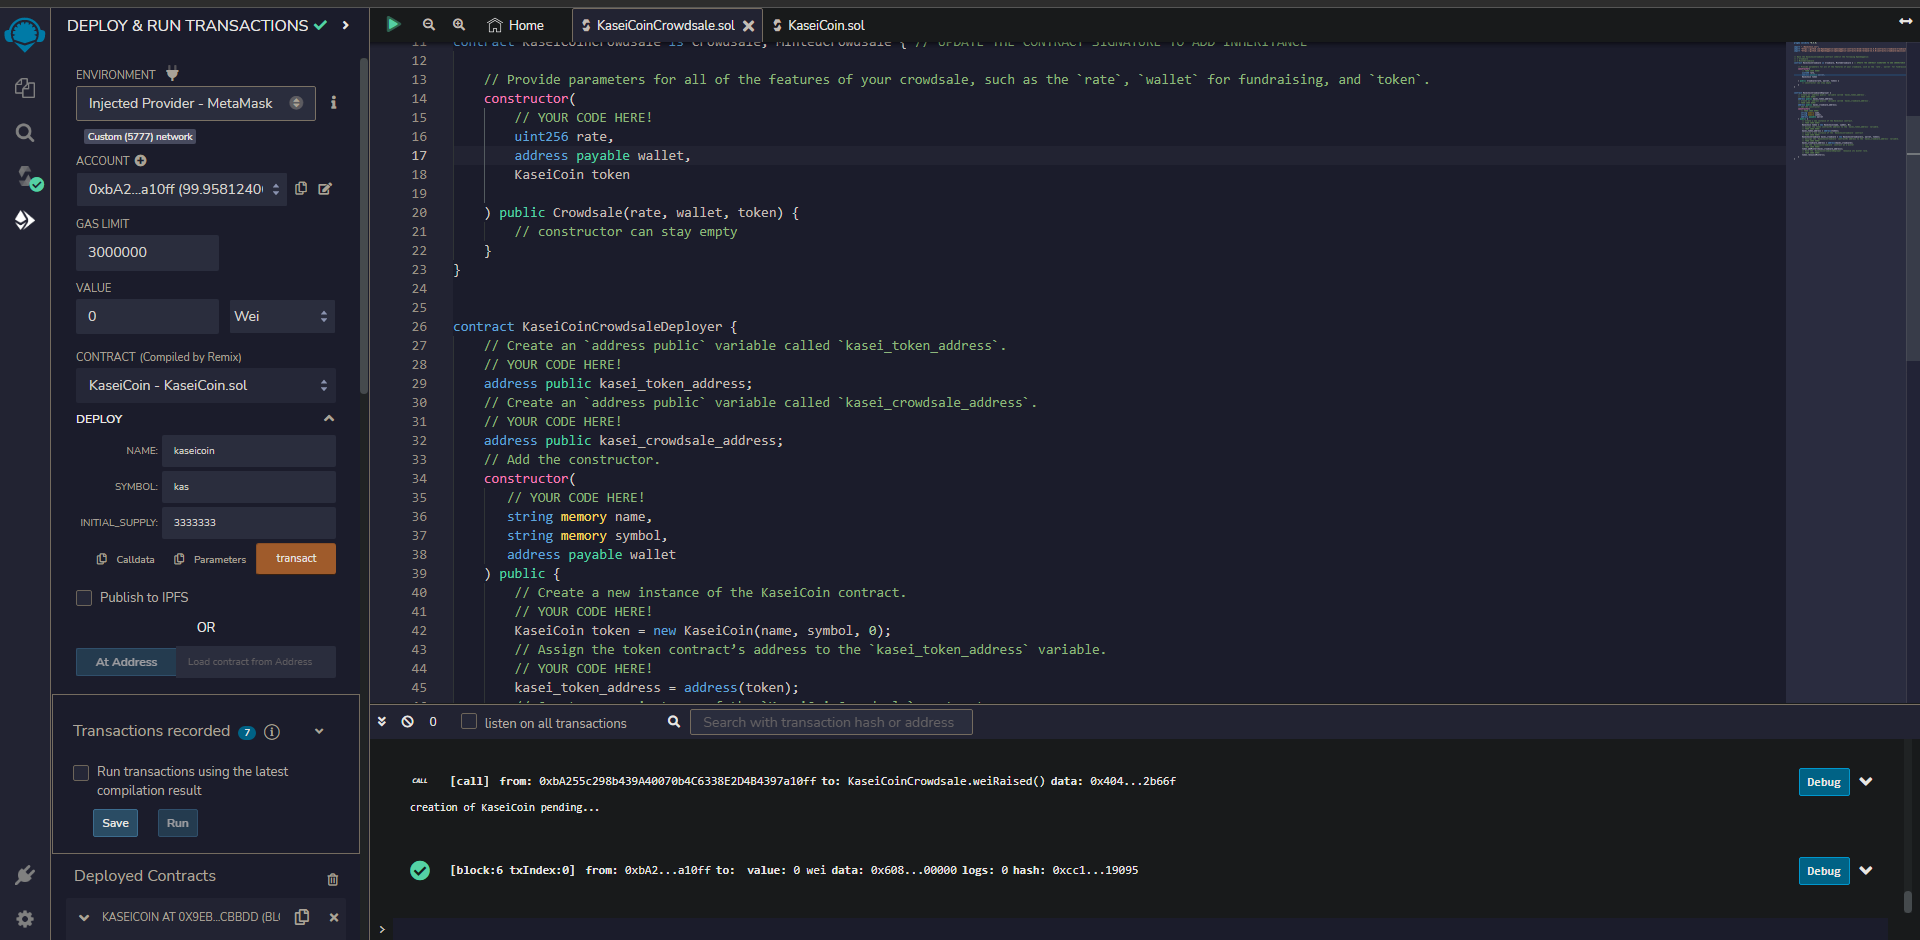 DEPLOY & RUN TRANSACTIONS
ENVIRONMENT
Injected Provider - MetaMask
Custom (5777) network
ACCOUNT
0xbA2...a10ff (99.9581240
GAS LIMIT
3000000
VALUE
0
Wei
CONTRACT (Compiled by Remix)
KaseiCoin - KaseiCoin.sol
DEPLOY
NAME: kaseicoin
SYMBOL: kas
INITIAL_SUPPLY: 3333333
Calldata Parameters transact
Publish to IPFS
OR
At Address Load contract from Address
Transactions recorded 7
Run transactions using the latest
compilation result
Save Run
Deployed Contracts
KASEICOIN AT 0X9EB...CBBDD (BL
Home KaseiCoinCrowdsale.sol KaseiCoin.sol
11 contract KaseiCoinCrowdsale is Crowdsale, MintedCrowdsale { // UPDATE THE CONTRACT SIGNATURE TO ADD INHERITANCE
12
13 // Provide parameters for all of the features of your crowdsale, such as the `rate`, `wallet` for fundraising, and `token`.
14 constructor(
15 // YOUR CODE HERE!
16 uint256 rate,
17 address payable wallet,
18 KaseiCoin token
19
20 ) public Crowdsale(rate, wallet, token) {
21 // constructor can stay empty
22 }
23 }
24
25
26 contract KaseiCoinCrowdsaleDeployer {
27 // Create an `address public` variable called `kasei_token_address`.
28 // YOUR CODE HERE!
29 address public kasei_token_address;
30 // Create an `address public` variable called `kasei_crowdsale_address`.
31 // YOUR CODE HERE!
32 address public kasei_crowdsale_address;
33 // Add the constructor.
34 constructor(
35 // YOUR CODE HERE!
36 string memory name,
37 string memory symbol,
38 address payable wallet
39 ) public {
40 // Create a new instance of the KaseiCoin contract.
41 // YOUR CODE HERE!
42 KaseiCoin token = new KaseiCoin(name, symbol, 0);
43 // Assign the token contract’s address to the `kasei_token_address` variable.
44 // YOUR CODE HERE!
45 kasei_token_address = address(token);
0 listen on all transactions Search with transaction hash or address
CALL [call] from: 0xbA255c298b439A40070b4C6338E2D4B4397a10ff to: KaseiCoinCrowdsale.weiRaised() data: 0x404...2b66f Debug
creation of KaseiCoin pending...
[block:6 txIndex:0] from: 0xbA2...a10ff to: value: 0 wei data: 0x608...00000 logs: 0 hash: 0xcc1...19095 Debug
>